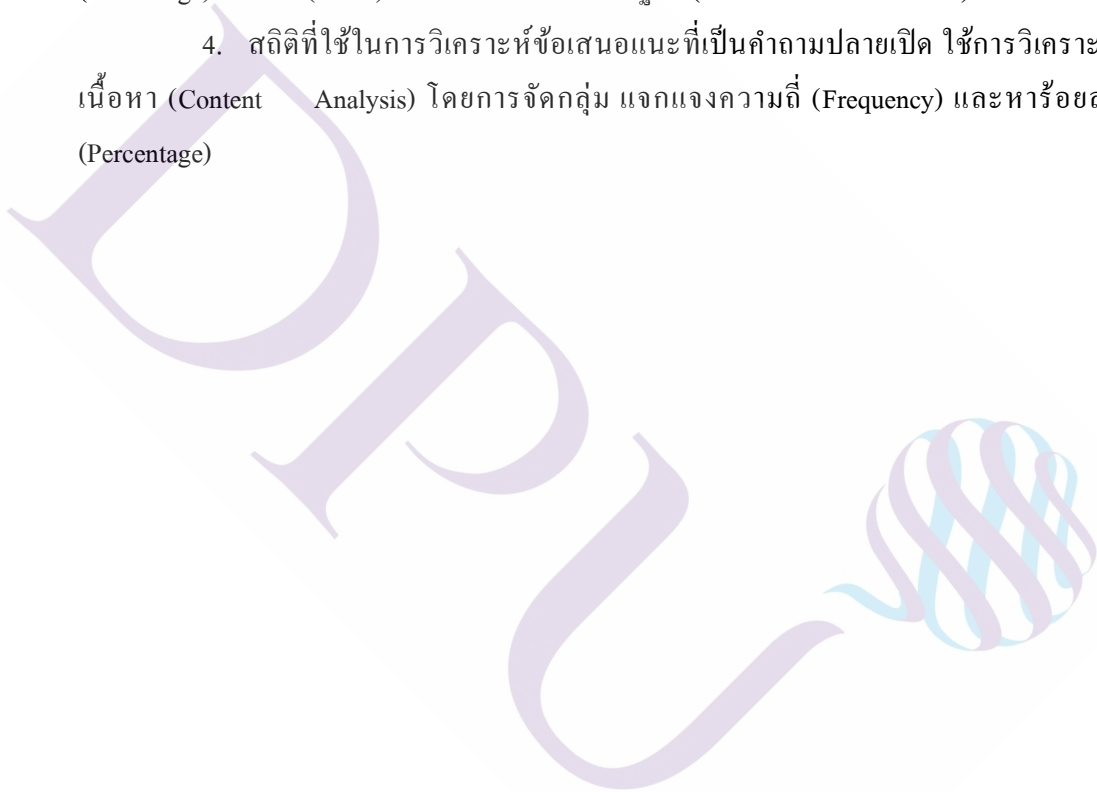 4. สถิติที่ใช้ในการวิเคราะห์ข้อเสนอแนะที่เป็นคำถามปลายเปิด ใช้การวิเคราะ
เนื้อหา (Content Analysis) โดยการจัดกลุ่ม แจกแจงความถี่ (Frequency) และหาร้อยล
(Percentage)
DPU